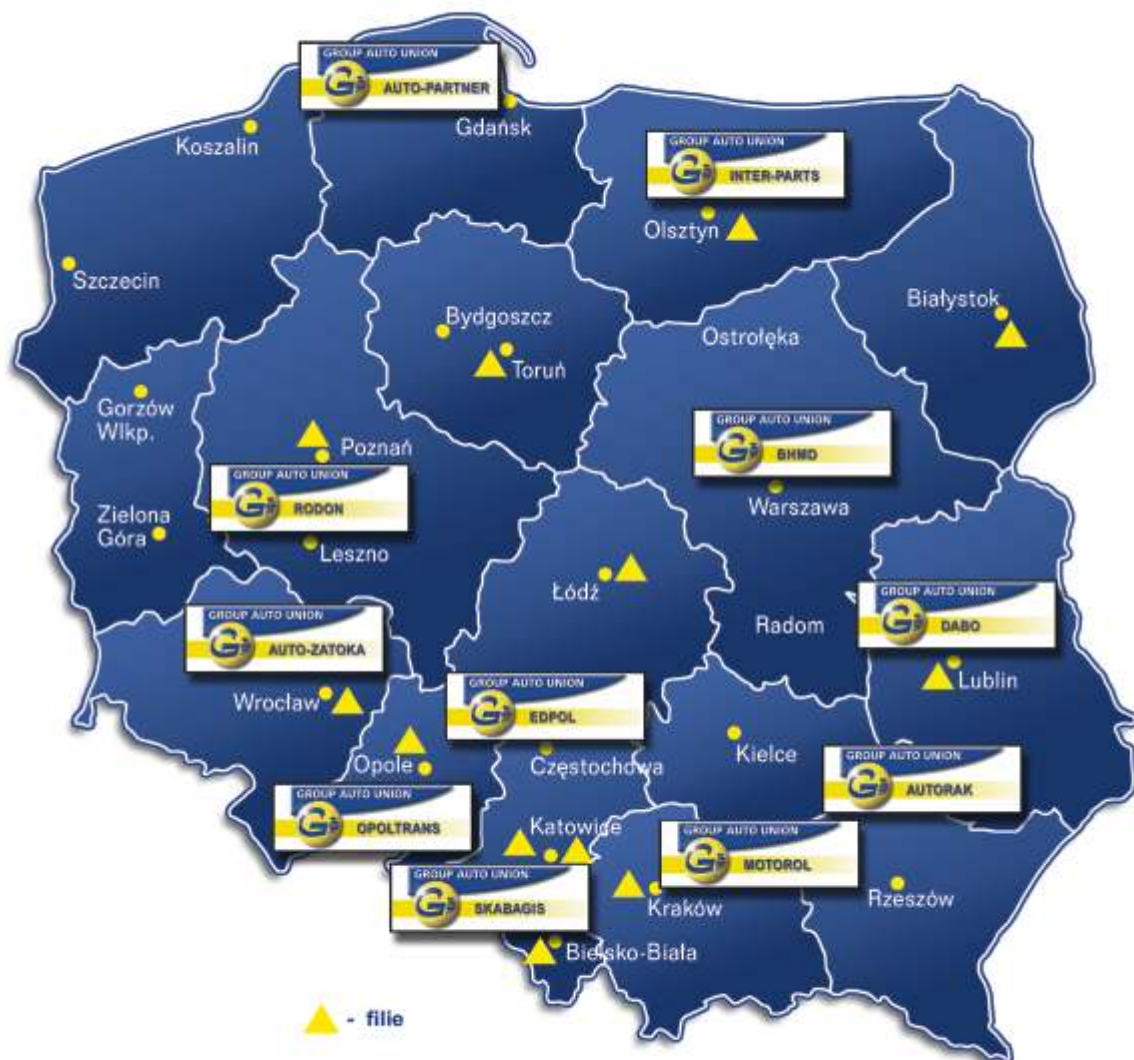 GROUP AUTO UNION
AUTO-PARTNER
Gdańsk
Koszalin
GROUP AUTO UNION
INTER-PARTS
Olsztyn
Szczecin
Białystok
Bydgoszcz
Ostrołęka
Toruń
Gorzów
Wlkp.
Poznań
GROUP AUTO UNION
BHMD
Warszawa
GROUP AUTO UNION
RODON
Zielona
Góra
Leszno
Łódź
GROUP AUTO UNION
DABO
Radom
GROUP AUTO UNION
AUTO-ZATOKA
Lublin
Wrocław
GROUP AUTO UNION
EDPOL
Częstochowa
Kielce
Opole
GROUP AUTO UNION
AUTORAK
GROUP AUTO UNION
OPOLTRANS
Katowice
GROUP AUTO UNION
MOTOROL
GROUP AUTO UNION
SKABAGIS
Kraków
Rzeszów
Bielsko-Biała
- filie